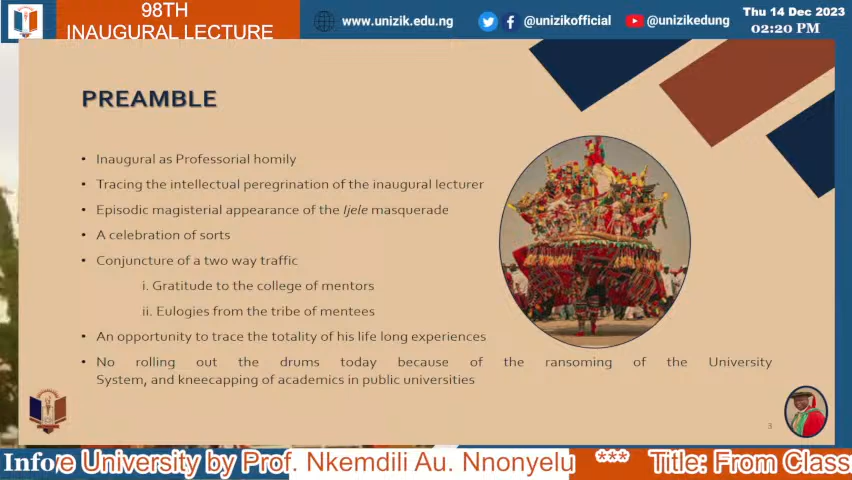 98TH
INAUGURAL LECTURE
www.unizik.edu.ng
@unizikofficial
@unizikedung
Thu 14 Dec 2023
02:20 PM
PREAMBLE
• Inaugural as Professorial homily
• Tracing the intellectual peregrination of the inaugural lecturer
• Episodic magisterial appearance of the Ijele masquerade
• A celebration of sorts
• Conjuncture of a two way traffic
i. Gratitude to the college of mentors
ii. Eulogies from the tribe of mentees
• An opportunity to trace the totality of his life long experiences
• No rolling out the drums today because of the ransoming of the University
System, and kneecapping of academics in public universities
3
Info e University by Prof. Nkemdili Au. Nnonyelu *** Title: From Class